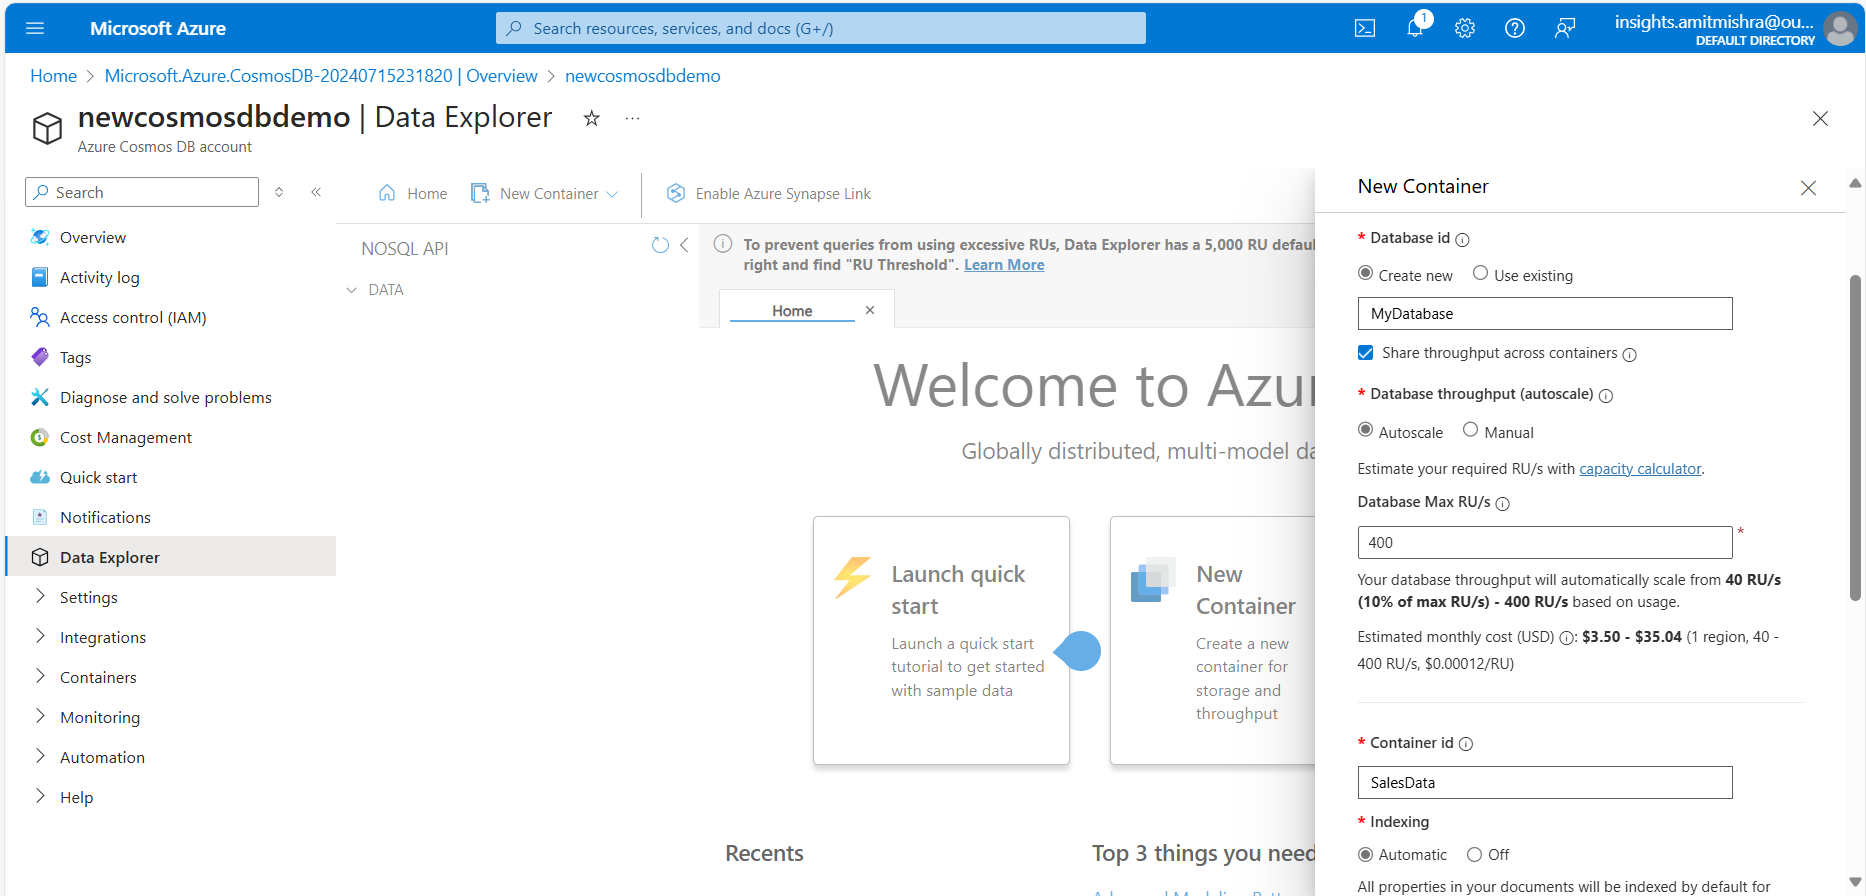 Microsoft Azure
Search resources, services, and docs (G+/)
1
insights.amitmishra@ou...
DEFAULT DIRECTORY
Home > Microsoft.Azure.CosmosDB-20240715231820 | Overview > newcosmosdbdemo
newcosmosdbdemo | Data Explorer
Azure Cosmos DB account
Search
Overview
Activity log
Access control (IAM)
Tags
Diagnose and solve problems
Cost Management
Quick start
Notifications
Data Explorer
Settings
Integrations
Containers
Monitoring
Automation
Help
Home
New Container
Enable Azure Synapse Link
NOSQL API
DATA
To prevent queries from using excessive RUs, Data Explorer has a 5,000 RU defaul
right and find "RU Threshold". Learn More
Home
Welcome to Azur
Globally distributed, multi-model da
Launch quick
start
Launch a quick start
tutorial to get started
with sample data
New
Container
Create a new
container for
storage and
throughput
Recents
Top 3 things you need
New Container
* Database id
Create new Use existing
MyDatabase
Share throughput across containers
* Database throughput (autoscale)
Autoscale Manual
Estimate your required RU/s with capacity calculator.
Database Max RU/s
400 *
Your database throughput will automatically scale from 40 RU/s
(10% of max RU/s) - 400 RU/s based on usage.
Estimated monthly cost (USD) : $3.50 - $35.04 (1 region, 40 -
400 RU/s, $0.00012/RU)
* Container id
SalesData
* Indexing
Automatic Off
All properties in your documents will be indexed by default for